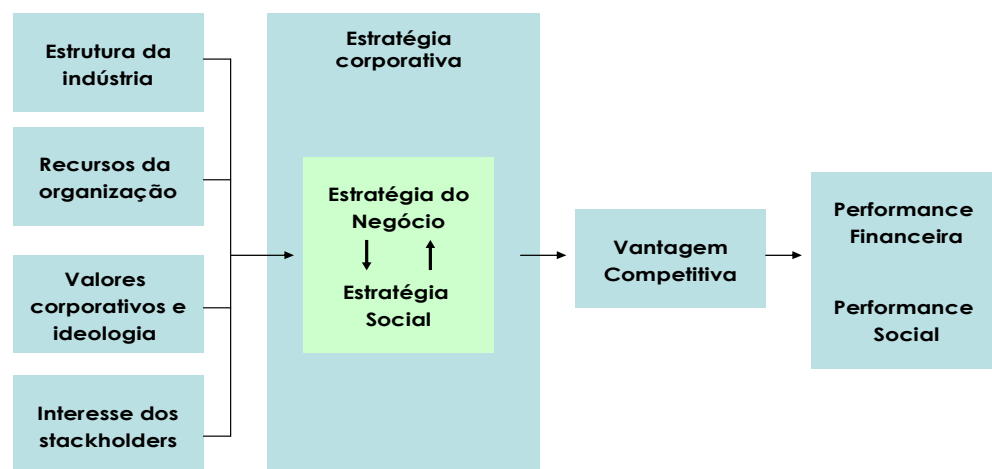 Estrutura da
indústria
Recursos da
organização
Valores
corporativos e
ideologia
Interesse dos
stackholders
Estratégia
corporativa
Estratégia do
Negócio
Estratégia
Social
Vantagem
Competitiva
Performance
Financeira
Performance
Social